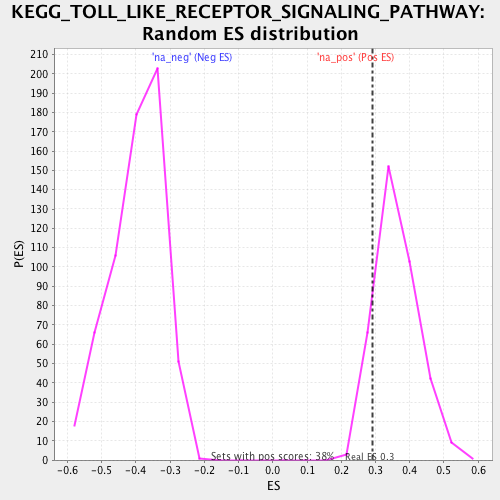 KEGG_TOLL_LIKE_RECEPTOR_SIGNALING_PATHWAY:
Random ES distribution
'na_neg' (Neg ES)
'na_pos' (Pos ES)
P(ES)
210
200
190
180
170
160
150
140
130
120
110
100
90
80
70
60
50
40
30
20
10
0
Sets with pos scores: 38%
Real ES 0.3
-0.6 -0.5 -0.4 -0.3 -0.2 -0.1 0.0 0.1 0.2 0.3 0.4 0.5 0.6
ES